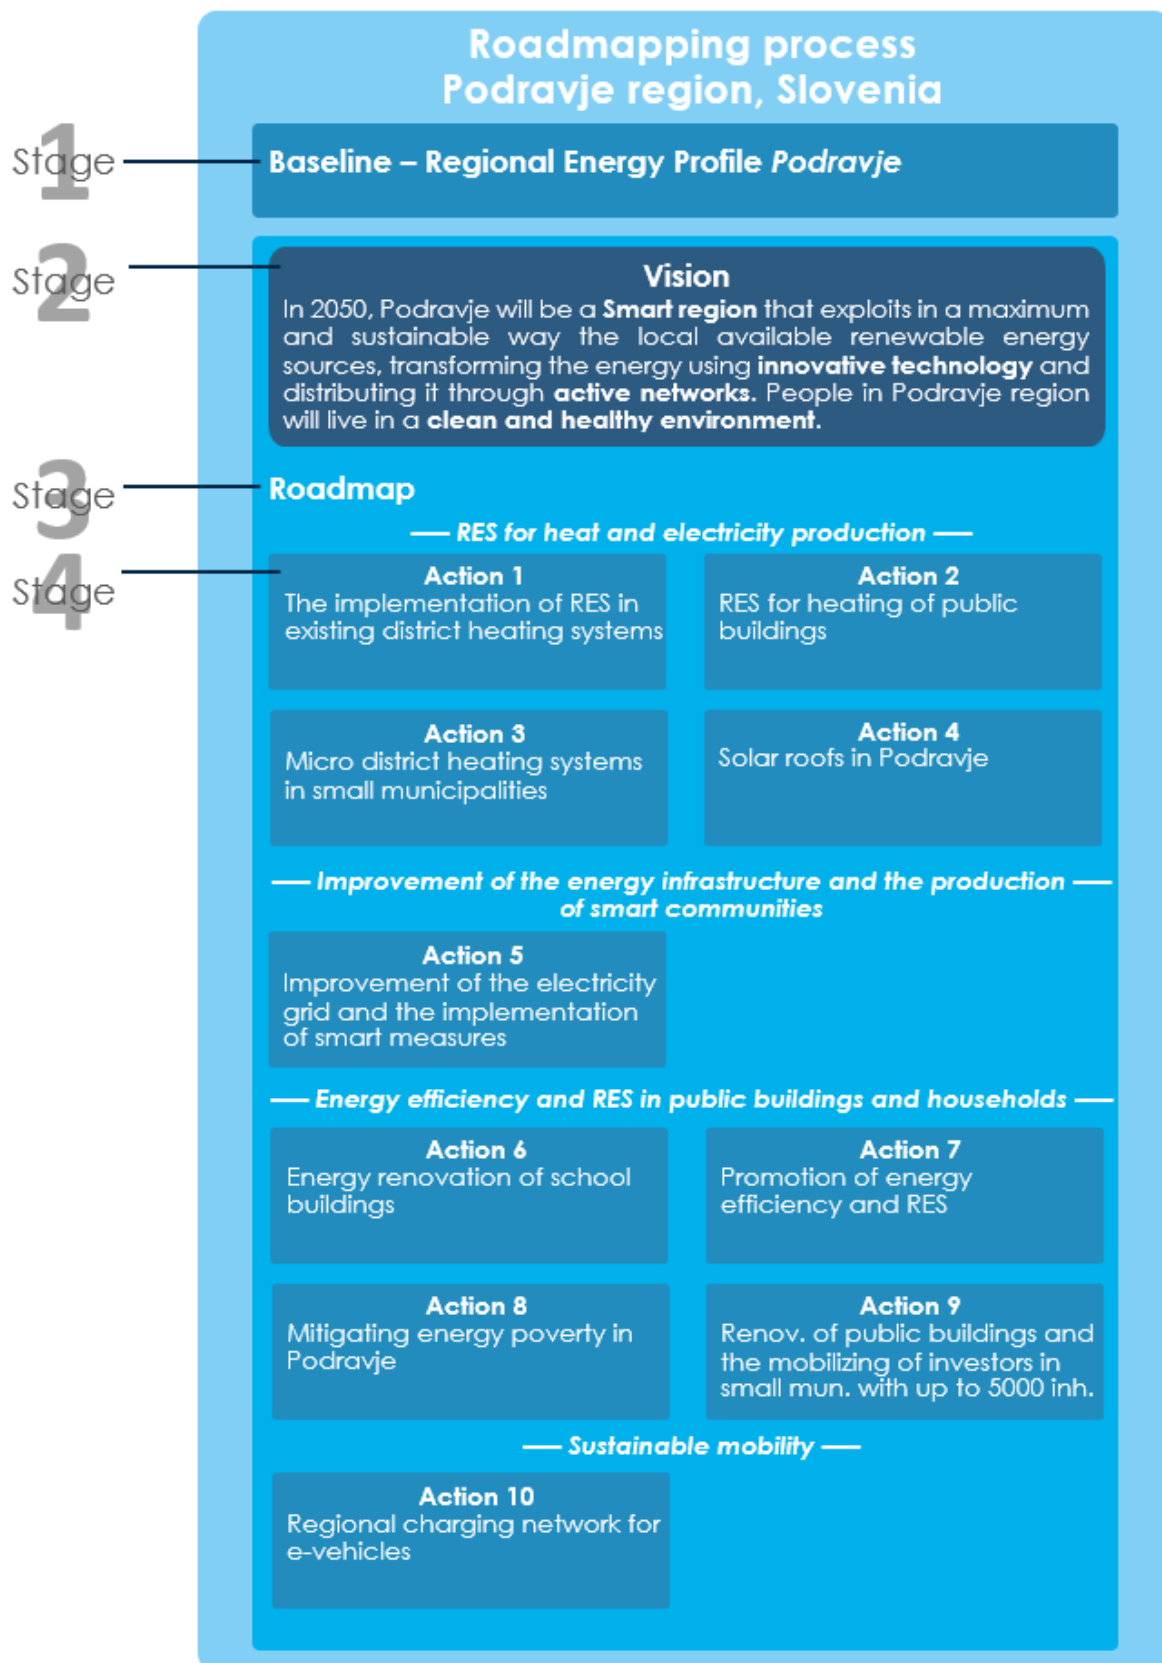 Roadmapping process
Podravje region, Slovenia
Stage 1
Baseline – Regional Energy Profile Podravje
Stage 2
Vision
In 2050, Podravje will be a Smart region that exploits in a maximum
and sustainable way the local available renewable energy
sources, transforming the energy using innovative technology and
distributing it through active networks. People in Podravje region
will live in a clean and healthy environment.
Stage 3
Roadmap
RES for heat and electricity production
Stage 4
Action 1
The implementation of RES in
existing district heating systems
Action 2
RES for heating of public
buildings
Action 3
Micro district heating systems
in small municipalities
Action 4
Solar roofs in Podravje
Improvement of the energy infrastructure and the production
of smart communities
Action 5
Improvement of the electricity
grid and the implementation
of smart measures
Energy efficiency and RES in public buildings and households
Action 6
Energy renovation of school
buildings
Action 7
Promotion of energy
efficiency and RES
Action 8
Mitigating energy poverty in
Podravje
Action 9
Renov. of public buildings and
the mobilizing of investors in
small mun. with up to 5000 inh.
Sustainable mobility
Action 10
Regional charging network for
e-vehicles